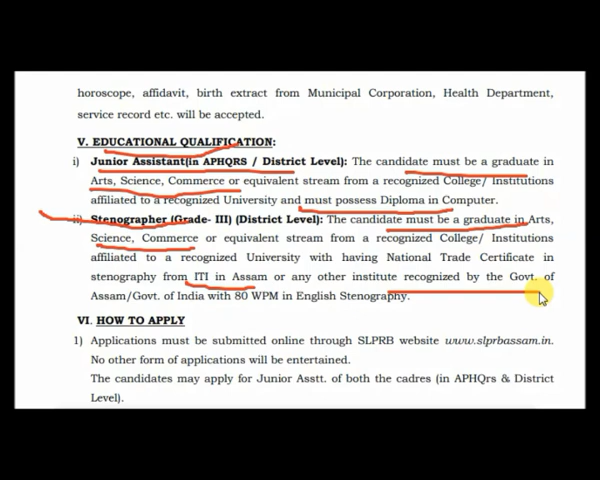 horoscope, affidavit, birth extract from Municipal Corporation, Health Department,
service record etc. will be accepted.
V. EDUCATIONAL QUALIFICATION:
i) Junior Assistant(in APHQRS / District Level): The candidate must be a graduate in
Arts, Science, Commerce or equivalent stream from a recognized College/ Institutions
affiliated to a recognized University and must possess Diploma in Computer.
ii) Stenographer (Grade- III) (District Level): The candidate must be a graduate in Arts,
Science, Commerce or equivalent stream from a recognized College/ Institutions
affiliated to a recognized University with having National Trade Certificate in
stenography from ITI in Assam or any other institute recognized by the Govt. of
Assam/Govt. of India with 80 WPM in English Stenography.
VI. HOW TO APPLY
1) Applications must be submitted online through SLPRB website www.slprbassam.in.
No other form of applications will be entertained.
The candidates may apply for Junior Asstt. of both the cadres (in APHQrs & District
Level).